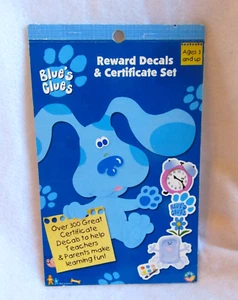 Blue's
Clues
Reward Decals
& Certificate Set
Ages 3
and up
Over 300 Great
Certificate
Decals to help
Teachers
& Parents make
learning fun!